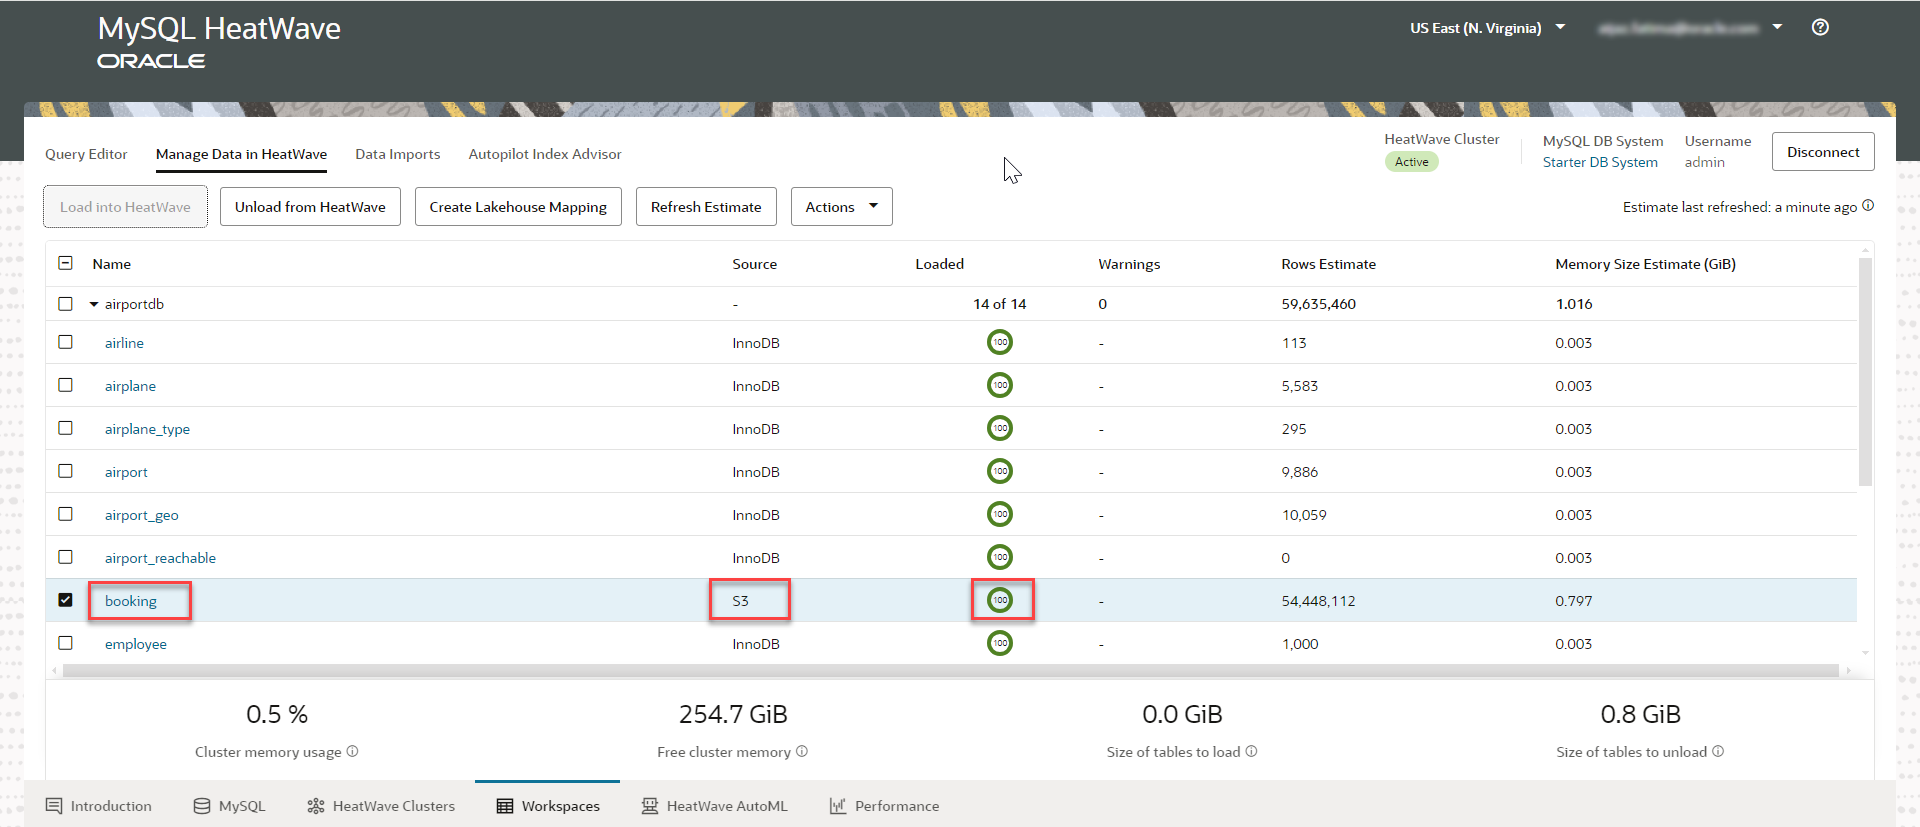 MySQL HeatWave
ORACLE
US East (N. Virginia)
Query Editor
Manage Data in HeatWave
Data Imports
Autopilot Index Advisor
HeatWave Cluster
Active
MySQL DB System
Starter DB System
Username
admin
Disconnect
Load into HeatWave
Unload from HeatWave
Create Lakehouse Mapping
Refresh Estimate
Actions
Estimate last refreshed: a minute ago
Name Source Loaded Warnings Rows Estimate Memory Size Estimate (GiB)
airportdb - 14 of 14 0 59,635,460 1.016
airline InnoDB 100 - 113 0.003
airplane InnoDB 100 - 5,583 0.003
airplane_type InnoDB 100 - 295 0.003
airport InnoDB 100 - 9,886 0.003
airport_geo InnoDB 100 - 10,059 0.003
airport_reachable InnoDB 100 - 0 0.003
booking S3 100 - 54,448,112 0.797
employee InnoDB 100 - 1,000 0.003
0.5 %
Cluster memory usage
254.7 GiB
Free cluster memory
0.0 GiB
Size of tables to load
0.8 GiB
Size of tables to unload
Introduction
MySQL
HeatWave Clusters
Workspaces
HeatWave AutoML
Performance